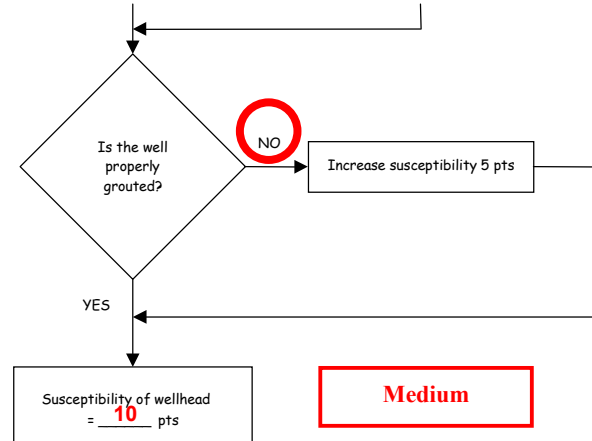 Is the well
properly
grouted?
NO
Increase susceptibility 5 pts
YES
Susceptibility of wellhead
= 10 pts
Medium